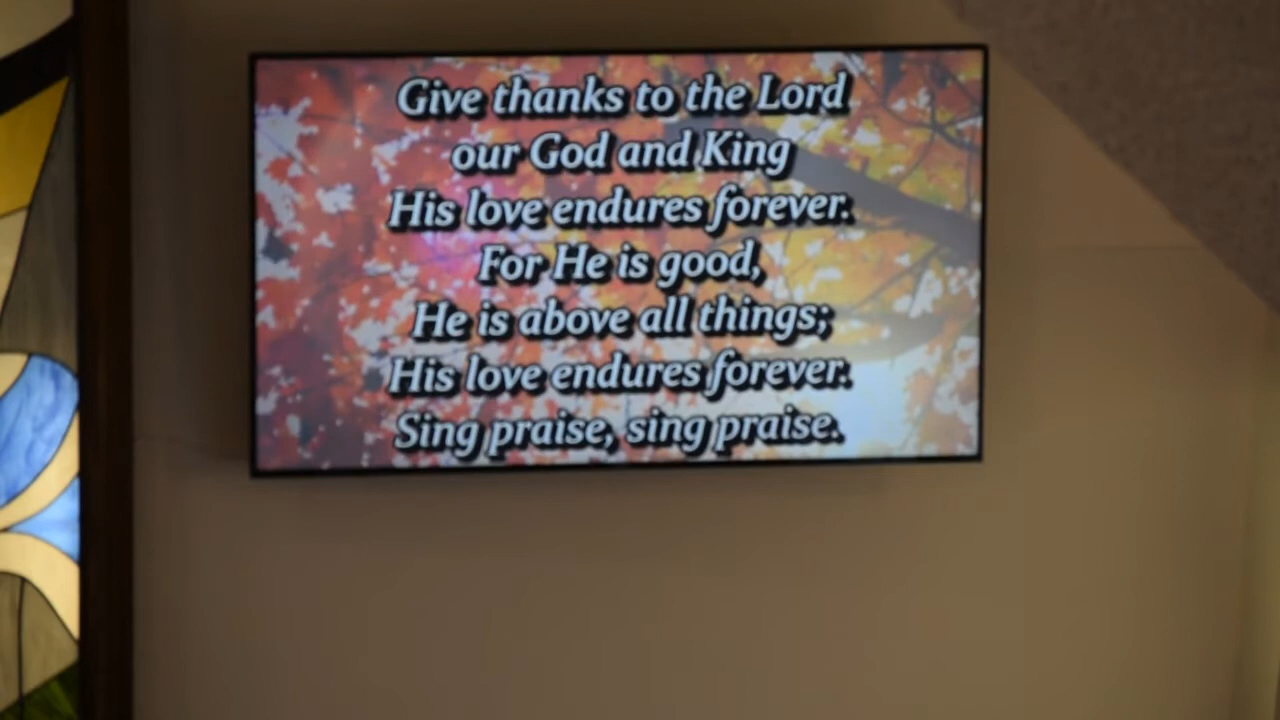 Give thanks to the Lord
our God and King
His love endures forever.
For He is good,
He is above all things;
His love endures forever.
Sing praise, sing praise.